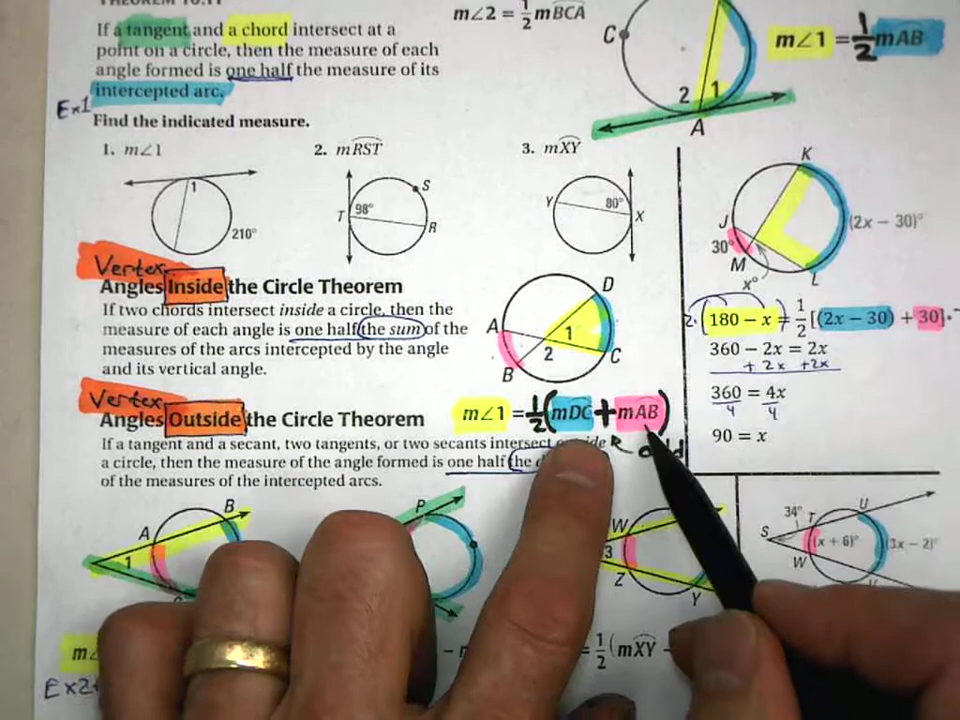 THEOREM 10.11
If a tangent and a chord intersect at a
point on a circle, then the measure of each
angle formed is one half the measure of its
intercepted arc.
m∠2 = 1/2 mBCA
C
2 1
A
m∠1 = 1/2 mAB
Ex1
Find the indicated measure.
1. m∠1
1
210°
2. mRST
T
98°
S
R
3. mXY
Y
80°
X
K
J
30°
M
x°
L
(2x − 30)°
2·(180 − x) = 1/2 [(2x − 30) + 30]·
360 − 2x = 2x
+ 2x +2x
360 = 4x
4 4
90 = x
Vertex
Angles Inside the Circle Theorem
If two chords intersect inside a circle, then the
measure of each angle is one half the sum of the
measures of the arcs intercepted by the angle
and its vertical angle.
A
D
1
2
B
C
m∠1 = 1/2 (mDC + mAB)
add
Vertex
Angles Outside the Circle Theorem
If a tangent and a secant, two tangents, or two secants intersect
a circle, then the measure of the angle formed is one half the
of the measures of the intercepted arcs.
A
B
1
P
W
3
Z
Y
S
34°
T
U
(x + 6)°
(3x − 2)°
W
= 1/2 (mXY −
Ex2